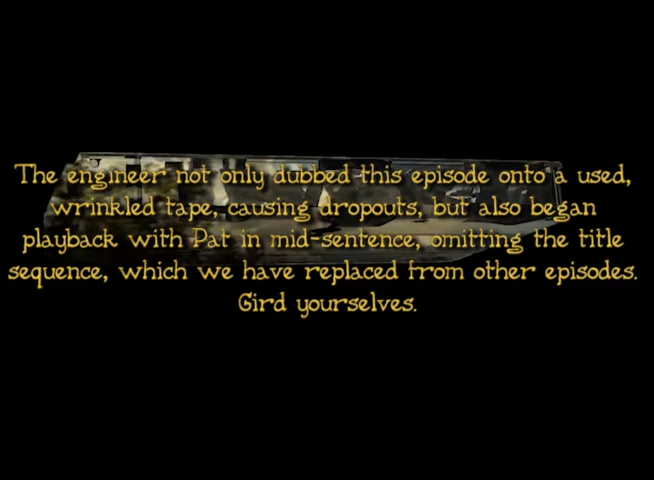 The engineer not only dubbed this episode onto a used,
wrinkled tape, causing dropouts, but also began
playback with Pat in mid-sentence, omitting the title
sequence, which we have replaced from other episodes.
Gird yourselves.